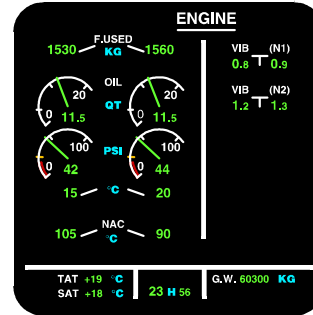 ENGINE
F.USED
1530 KG 1560
VIB (N1)
0.8 0.9
OIL
20 QT 20
0 0
11.5 11.5
VIB (N2)
1.2 1.3
100 PSI 100
0 0
42 44
15 °C 20
NAC
105 °C 90
TAT +19 °C
SAT +18 °C
23 H 56
G.W. 60300 KG